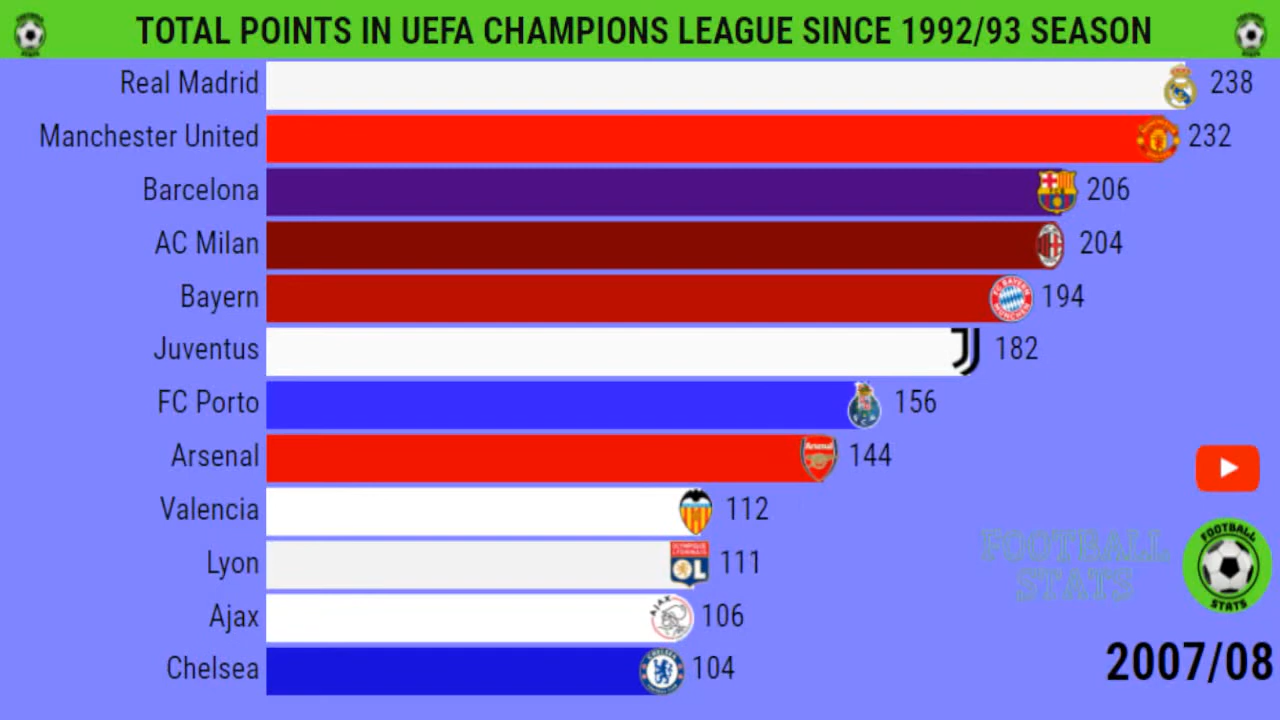 TOTAL POINTS IN UEFA CHAMPIONS LEAGUE SINCE 1992/93 SEASON
Real Madrid 238
Manchester United 232
Barcelona 206
AC Milan 204
Bayern 194
Juventus 182
FC Porto 156
Arsenal 144
Valencia 112
Lyon 111
Ajax 106
Chelsea 104
FOOTBALL
STATS
FOOTBALL
STATS
2007/08